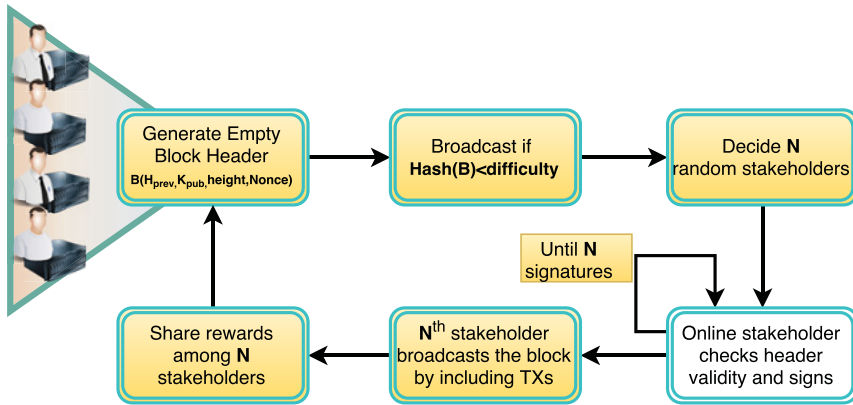 Generate Empty
Block Header
B(Hprev,Kpub,height,Nonce)
Broadcast if
Hash(B)<difficulty
Decide N
random stakeholders
Until N
signatures
Online stakeholder
checks header
validity and signs
Nth stakeholder
broadcasts the block
by including TXs
Share rewards
among N
stakeholders